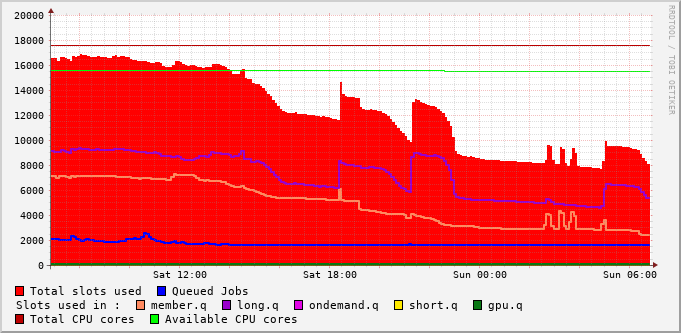 20000
18000
16000
14000
12000
10000
8000
6000
4000
2000
0
Sat 12:00 Sat 18:00 Sun 00:00 Sun 06:00
RRDTOOL / TOBI OETIKER
Total slots used Queued Jobs
Slots used in : member.q long.q ondemand.q short.q gpu.q
Total CPU cores Available CPU cores